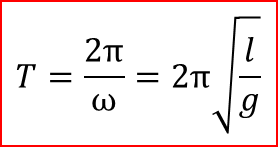 T = 2π/ω = 2π√(l/g)